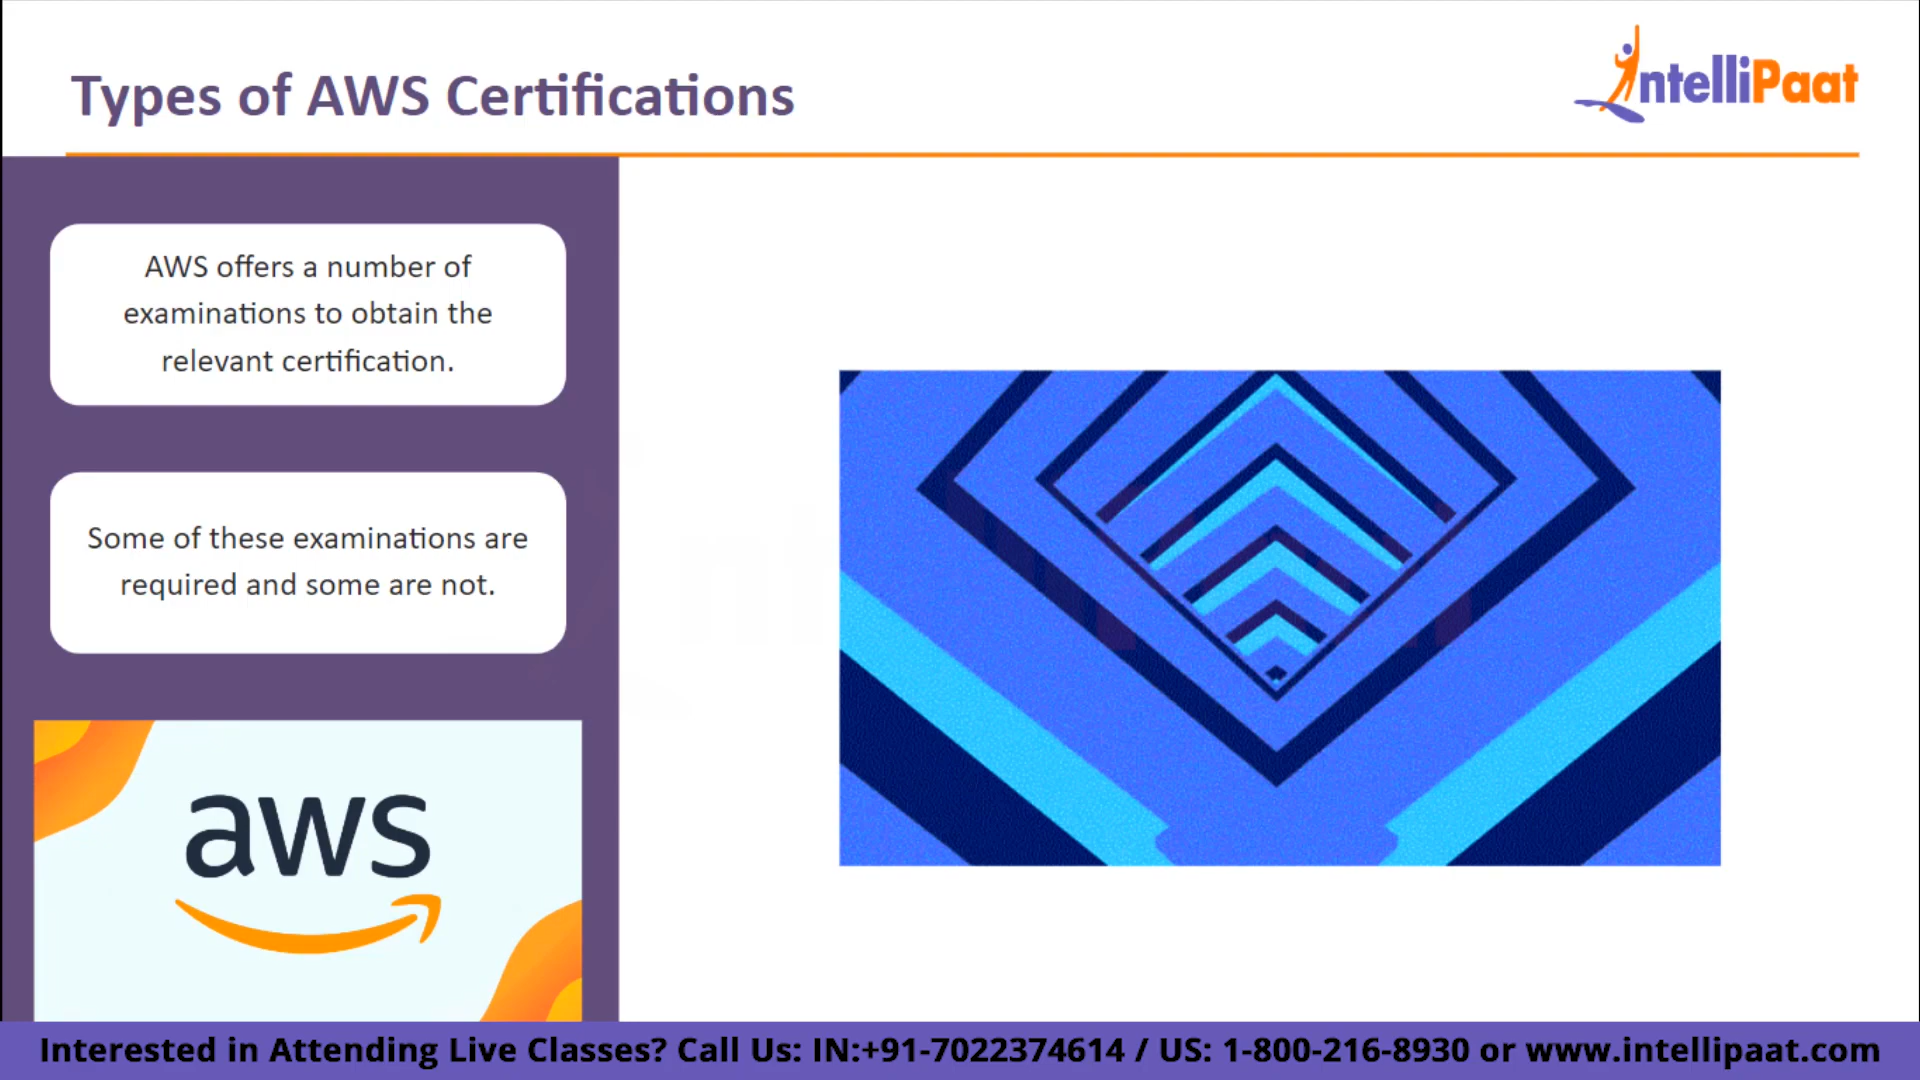 Types of AWS Certifications
IntelliPaat
AWS offers a number of
examinations to obtain the
relevant certification.
Some of these examinations are
required and some are not.
aws
Interested in Attending Live Classes? Call Us: IN:+91-7022374614 / US: 1-800-216-8930 or www.intellipaat.com